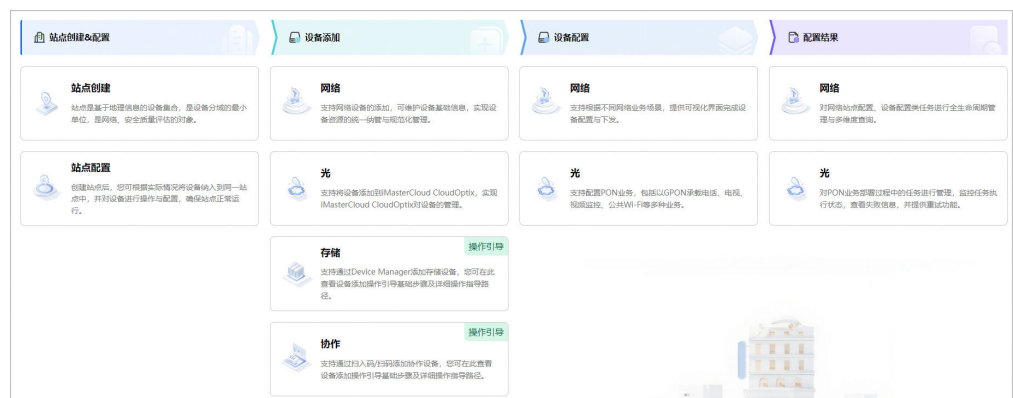 站点创建&配置
站点创建
站点是基于地理信息的设备集合，是设备分域的最小
单位，是网络、安全质量评估的对象。
站点配置
创建站点后，您可根据实际情况将设备纳入到同一站
点中，并对设备进行操作与配置，确保站点正常运
行。
设备添加
网络
支持网络设备的添加，可维护设备基础信息，实现设
备资源的统一纳管与规范化管理。
光
支持将设备添加到iMasterCloud CloudOptix，实现
iMasterCloud CloudOptix对设备的管理。
操作引导
存储
支持通过Device Manager添加存储设备，您可在此
查看设备添加操作引导基础步骤及详细操作指导路
径。
操作引导
协作
支持通过扫入码/扫码添加协作设备，您可在此查看
设备添加操作引导基础步骤及详细操作指导路径。
设备配置
网络
支持根据不同网络业务场景，提供可视化界面完成设
备配置与下发。
光
支持配置PON业务，包括以GPON承载电话、电视、
视频监控、公共Wi-Fi等多种业务。
配置结果
网络
对网络站点配置、设备配置类任务进行全生命周期管
理与多维度查询。
光
对PON业务部署过程中的任务进行管理，监控任务执
行状态，查看失败信息，并提供重试功能。